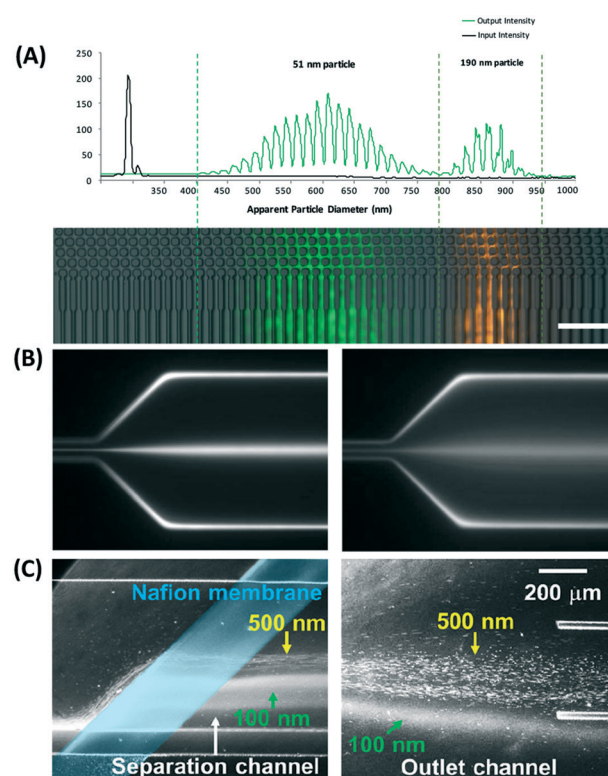 Output Intensity
Input Intensity
(A)
51 nm particle
190 nm particle
250
200
150
100
50
0
350 400 450 500 550 600 650 700 750 800 850 900 950 1000
Apparent Particle Diameter (nm)
(B)
(C)
Nafion membrane
500 nm
100 nm
Separation channel
200 μm
500 nm
100 nm
Outlet channel